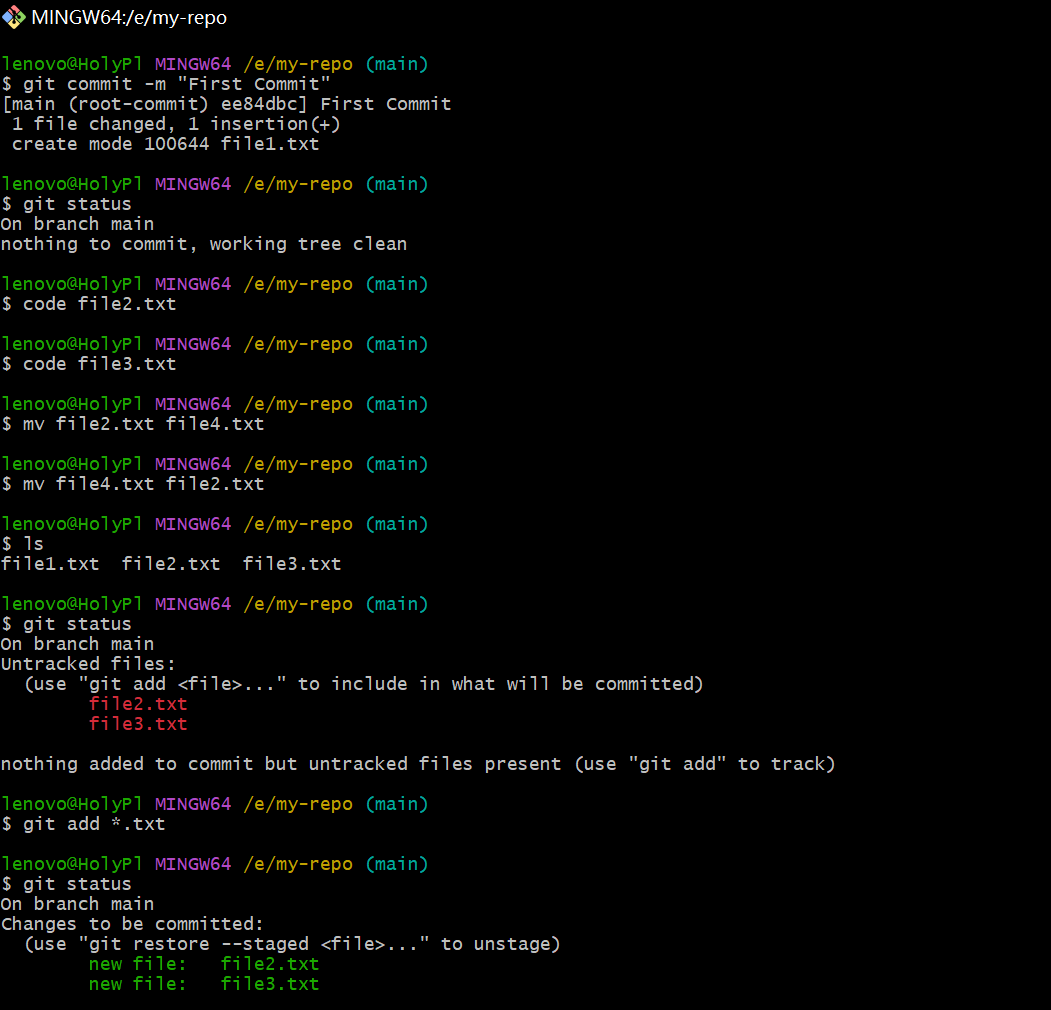 MINGW64:/e/my-repo
lenovo@HolyPl MINGW64 /e/my-repo (main)
$ git commit -m "First Commit"
[main (root-commit) ee84dbc] First Commit
 1 file changed, 1 insertion(+)
 create mode 100644 file1.txt
lenovo@HolyPl MINGW64 /e/my-repo (main)
$ git status
On branch main
nothing to commit, working tree clean
lenovo@HolyPl MINGW64 /e/my-repo (main)
$ code file2.txt
lenovo@HolyPl MINGW64 /e/my-repo (main)
$ code file3.txt
lenovo@HolyPl MINGW64 /e/my-repo (main)
$ mv file2.txt file4.txt
lenovo@HolyPl MINGW64 /e/my-repo (main)
$ mv file4.txt file2.txt
lenovo@HolyPl MINGW64 /e/my-repo (main)
$ ls
file1.txt  file2.txt  file3.txt
lenovo@HolyPl MINGW64 /e/my-repo (main)
$ git status
On branch main
Untracked files:
  (use "git add <file>..." to include in what will be committed)
        file2.txt
        file3.txt
nothing added to commit but untracked files present (use "git add" to track)
lenovo@HolyPl MINGW64 /e/my-repo (main)
$ git add *.txt
lenovo@HolyPl MINGW64 /e/my-repo (main)
$ git status
On branch main
Changes to be committed:
  (use "git restore --staged <file>..." to unstage)
        new file:   file2.txt
        new file:   file3.txt